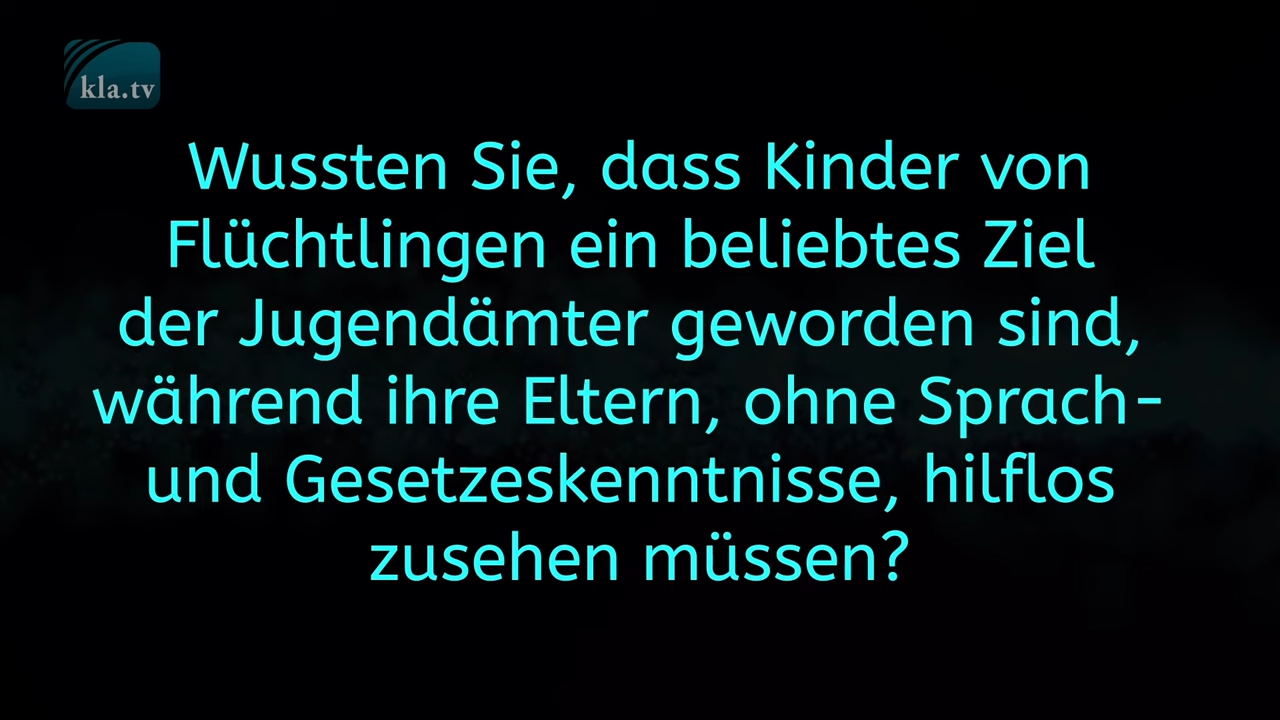 kla.tv
Wussten Sie, dass Kinder von
Flüchtlingen ein beliebtes Ziel
der Jugendämter geworden sind,
während ihre Eltern, ohne Sprach-
und Gesetzeskenntnisse, hilflos
zusehen müssen?